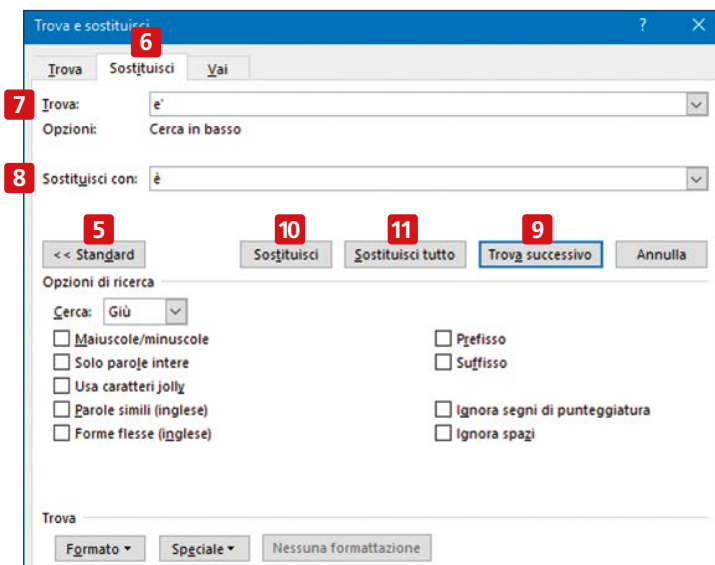 Trova e sostituisci ? ×
6
Trova Sostituisci Vai
7 Trova: e'
Opzioni: Cerca in basso
8 Sostituisci con: è
5 10 11 9
<< Standard Sostituisci Sostituisci tutto Trova successivo Annulla
Opzioni di ricerca
Cerca: Giù
Maiuscole/minuscole Prefisso
Solo parole intere Suffisso
Usa caratteri jolly
Parole simili (inglese) Ignora segni di punteggiatura
Forme flesse (inglese) Ignora spazi
Trova
Formato Speciale Nessuna formattazione